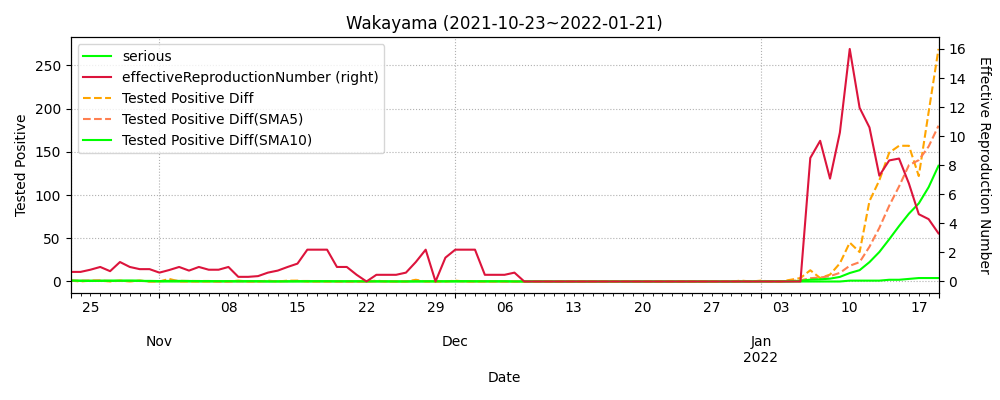 Wakayama (2021-10-23~2022-01-21)
serious
effectiveReproductionNumber (right)
Tested Positive Diff
Tested Positive Diff(SMA5)
Tested Positive Diff(SMA10)
Tested Positive
250
200
150
100
50
0
Effective Reproduction Number
16
14
12
10
8
6
4
2
0
25 08 15 22 29 06 13 20 27 03 10 17
Nov Dec Jan
2022
Date